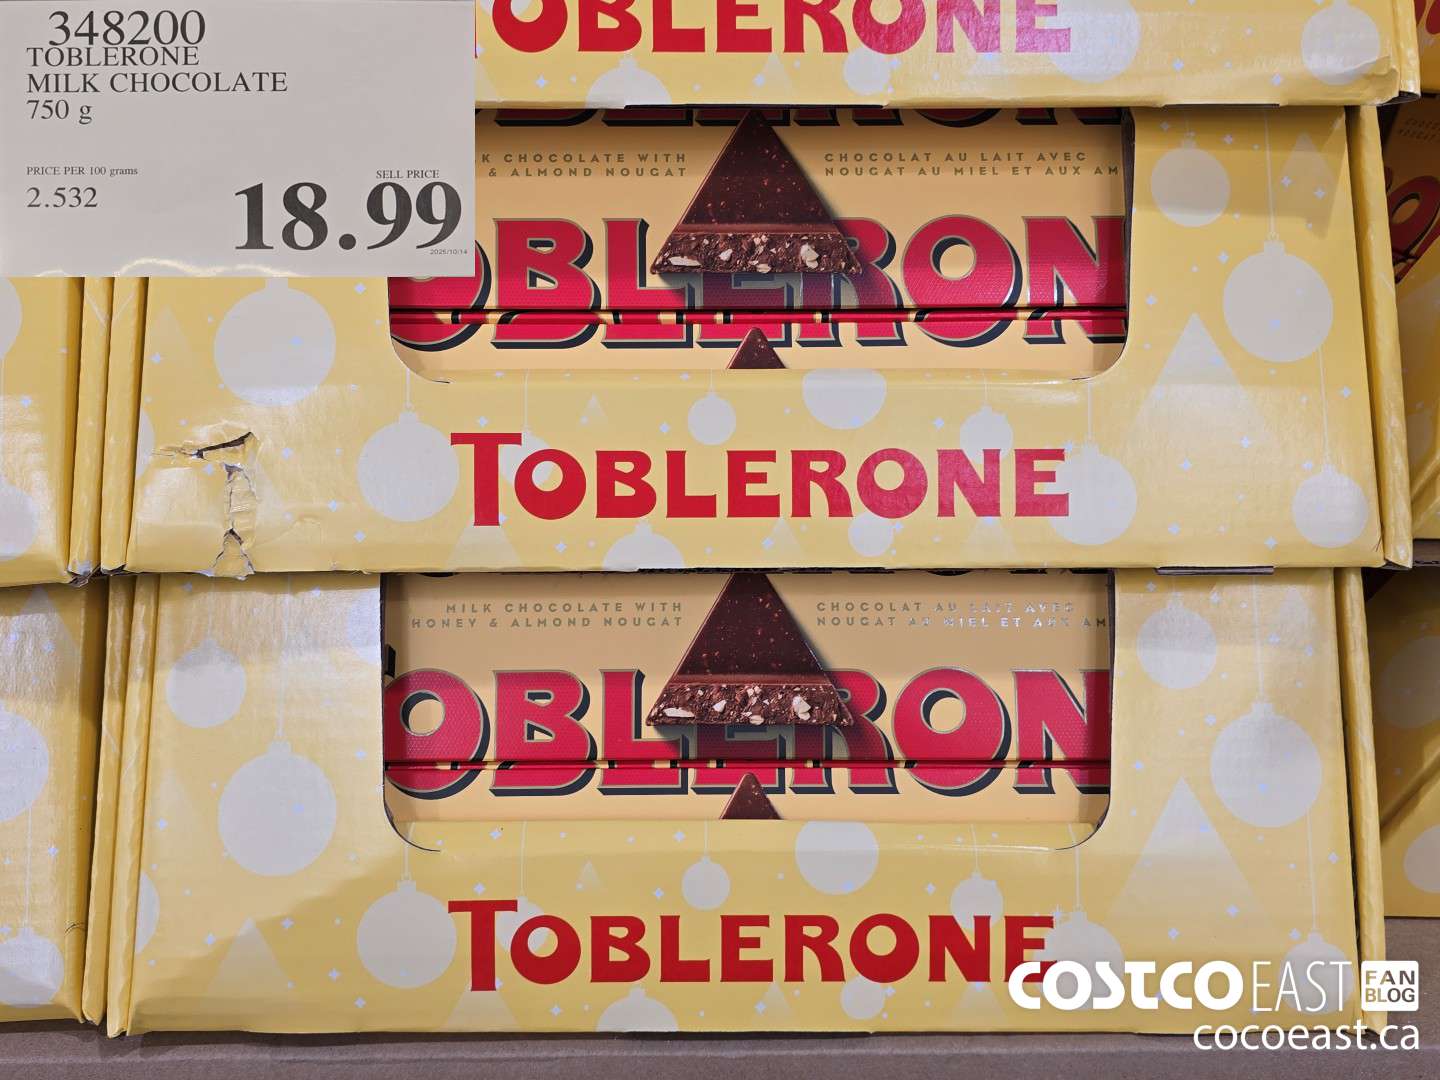 348200
TOBLERONE
MILK CHOCOLATE
750 g
PRICE PER 100 grams
2.532
SELL PRICE
18.99
2025/10/14
TOBLERONE
CHOCOLATE WITH
& ALMOND NOUGAT
CHOCOLAT AU LAIT AVEC
NOUGAT AU MIEL ET AUX AM
OBLERON
TOBLERONE
MILK CHOCOLATE WITH
HONEY & ALMOND NOUGAT
CHOCOLAT AU LAIT AVEC
NOUGAT AU MIEL ET AUX AM
OBLERON
TOBLERONE
COSTCO EAST FAN BLOG
cocoeast.ca